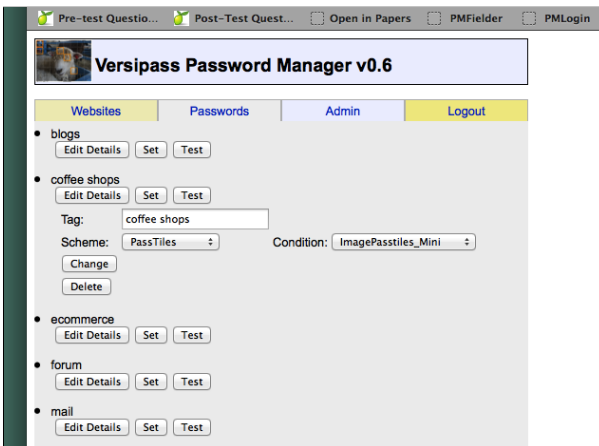 Pre-test Questio... Post-Test Quest... Open in Papers PMFielder PMLogin
Versipass Password Manager v0.6
Websites Passwords Admin Logout
blogs
Edit Details Set Test
coffee shops
Edit Details Set Test
Tag: coffee shops
Scheme: PassTiles Condition: ImagePasstiles_Mini
Change
Delete
ecommerce
Edit Details Set Test
forum
Edit Details Set Test
mail
Edit Details Set Test